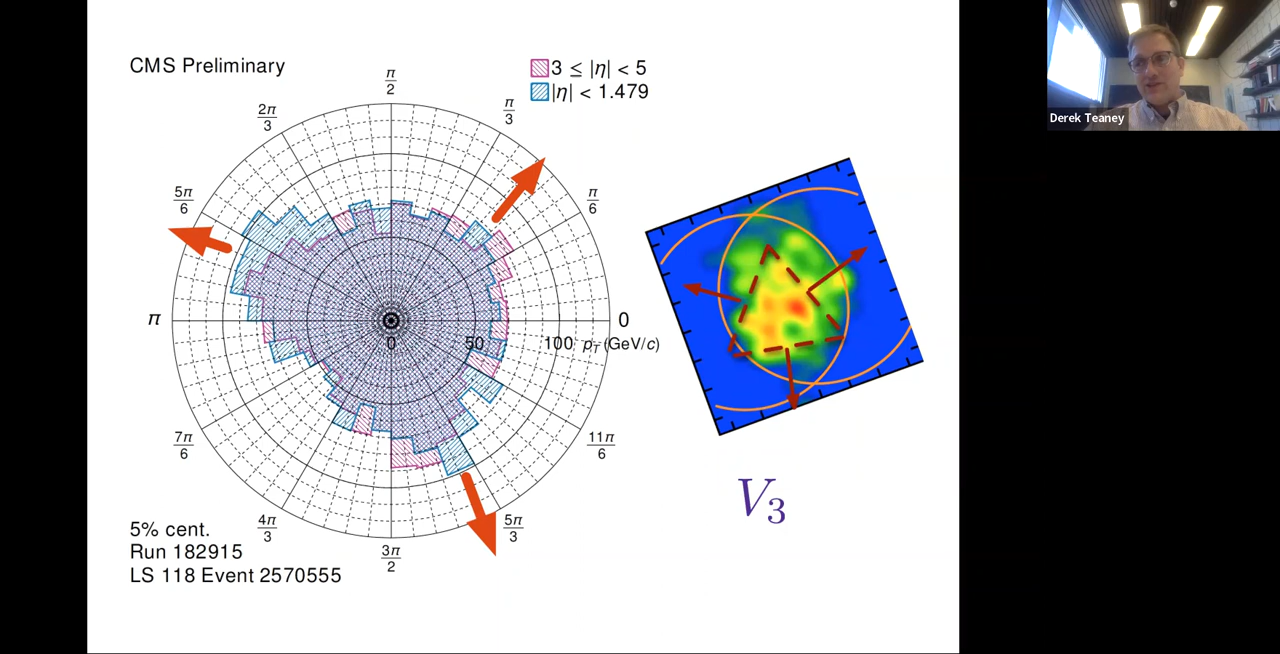 CMS Preliminary
3 ≤ |η| < 5
|η| < 1.479
π/2
2π/3
π/3
5π/6
π/6
π
0
0
50
100
p_T (GeV/c)
7π/6
11π/6
4π/3
5π/3
3π/2
V_3
5% cent.
Run 182915
LS 118 Event 2570555
Derek Teaney